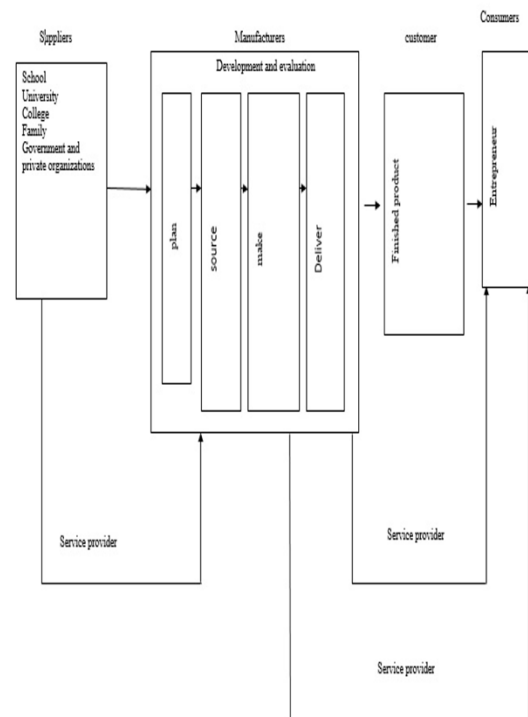 Suppliers
Manufacturers
customer
Consumers
Development and evaluation
School
University
College
Family
Government and
private organizations
plan
source
make
Deliver
Finished product
Entrepreneur
Service provider
Service provider
Service provider